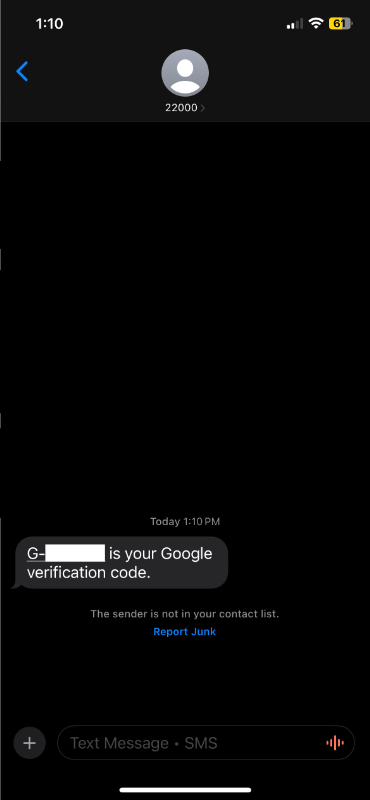 1:10
61
22000
Today 1:10 PM
G- is your Google
verification code.
The sender is not in your contact list.
Report Junk
Text Message • SMS